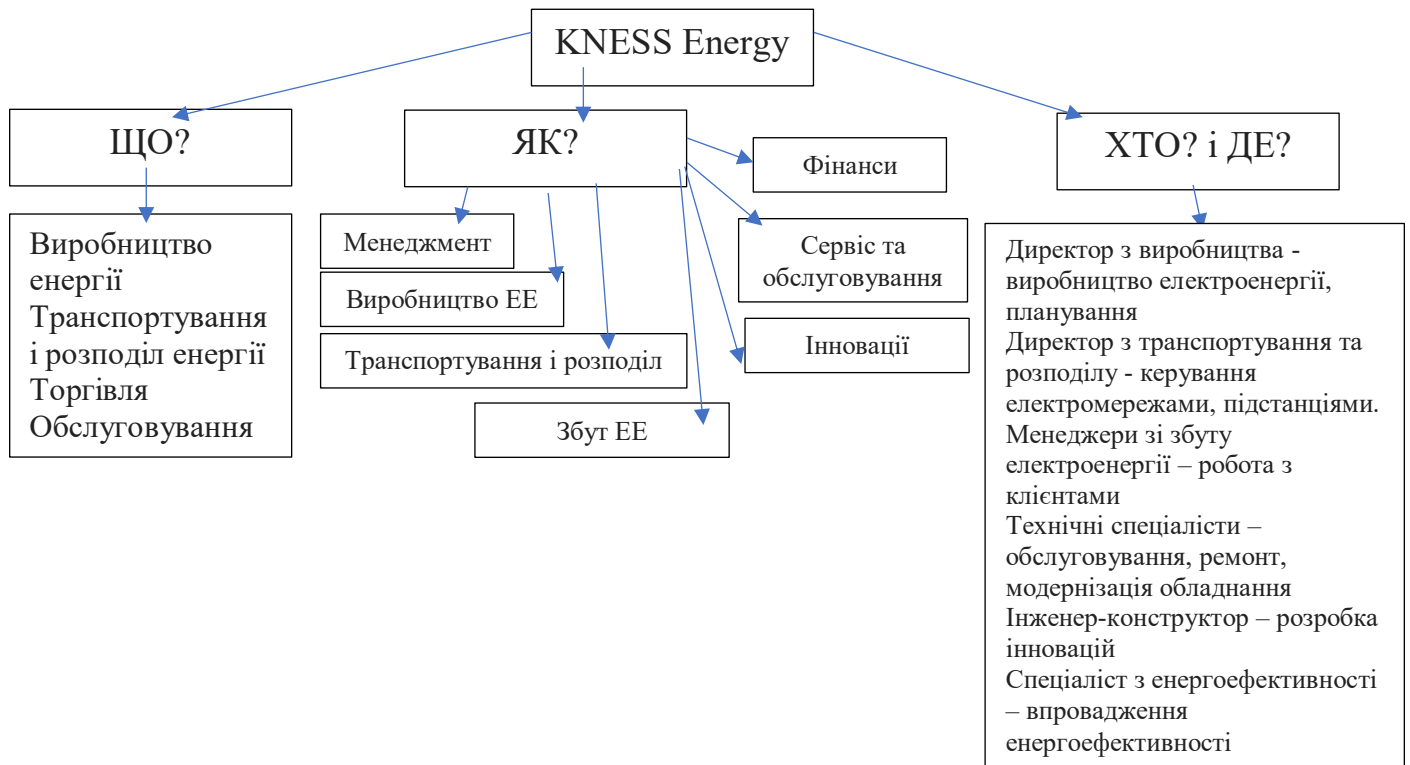 KNESS Energy
ЩО?
ЯК?
ХТО? і ДЕ?
Виробництво
енергії
Транспортування
і розподіл енергії
Торгівля
Обслуговування
Менеджмент
Виробництво ЕЕ
Транспортування і розподіл
Збут ЕЕ
Фінанси
Сервіс та
обслуговування
Інновації
Директор з виробництва -
виробництво електроенергії,
планування
Директор з транспортування та
розподілу - керування
електромережами, підстанціями.
Менеджери зі збуту
електроенергії – робота з
клієнтами
Технічні спеціалісти –
обслуговування, ремонт,
модернізація обладнання
Інженер-конструктор – розробка
інновацій
Спеціаліст з енергоефективності
– впровадження
енергоефективності